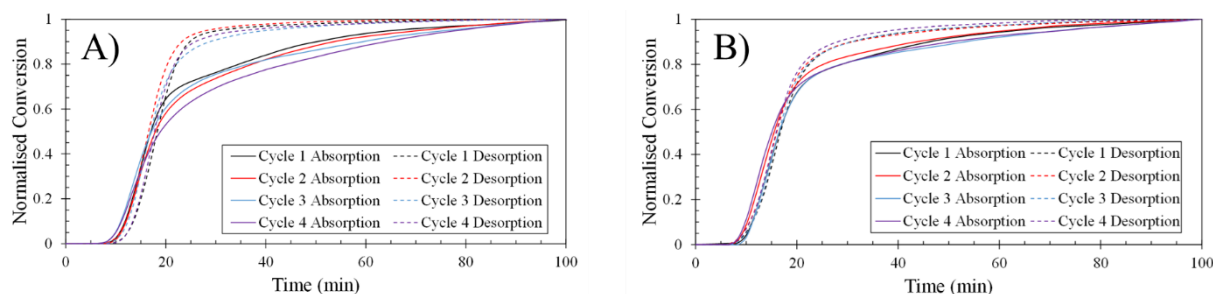 A)
Normalised Conversion
1
0.8
0.6
0.4
0.2
0
Cycle 1 Absorption Cycle 1 Desorption
Cycle 2 Absorption Cycle 2 Desorption
Cycle 3 Absorption Cycle 3 Desorption
Cycle 4 Absorption Cycle 4 Desorption
0 20 40 60 80 100
Time (min)
B)
Normalised Conversion
1
0.8
0.6
0.4
0.2
0
Cycle 1 Absorption Cycle 1 Desorption
Cycle 2 Absorption Cycle 2 Desorption
Cycle 3 Absorption Cycle 3 Desorption
Cycle 4 Absorption Cycle 4 Desorption
0 20 40 60 80 100
Time (min)